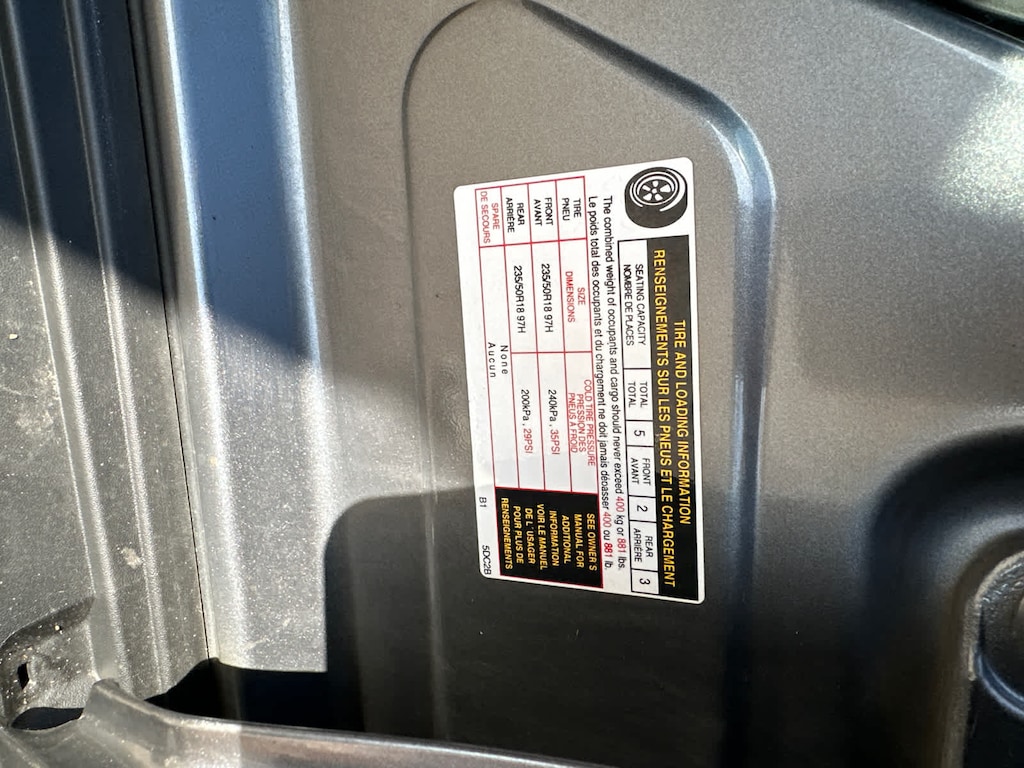 TIRE AND LOADING INFORMATION
RENSEIGNEMENTS SUR LES PNEUS ET LE CHARGEMENT
SEATING CAPACITY TOTAL 5 FRONT 2 REAR 3
NOMBRE DE PLACES TOTAL AVANT ARRIÈRE
The combined weight of occupants and cargo should never exceed 400 kg or 881 lbs.
Le poids total des occupants et du chargement ne doit jamais dépasser 400 ou 881 lb.
TIRE SIZE COLD TIRE PRESSURE
PNEU DIMENSIONS PRESSION DES
PNEUS À FROID
FRONT 235/50R18 97H 240kPa , 35PSI
AVANT
REAR 235/50R18 97H 200kPa , 29PSI
ARRIÈRE
SPARE None
DE SECOURS Aucun
SEE OWNER'S
MANUAL FOR
ADDITIONAL
INFORMATION
VOIR LE MANUEL
DE L'USAGER
POUR PLUS DE
RENSEIGNEMENTS
B1 5DC2B